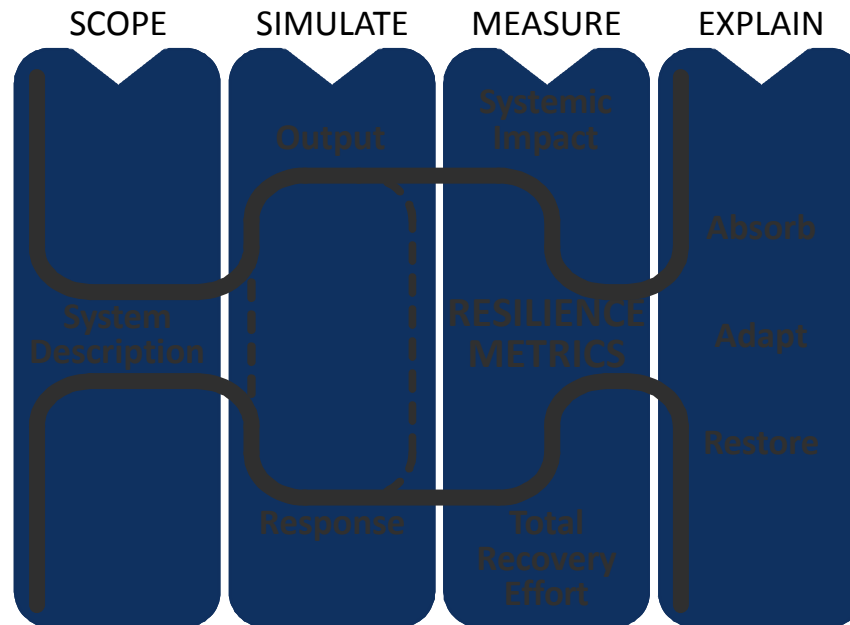 SCOPE
SIMULATE
MEASURE
EXPLAIN
System
Description
Output
Response
Systemic
Impact
RESILIENCE
METRICS
Total
Recovery
Effort
Absorb
Adapt
Restore